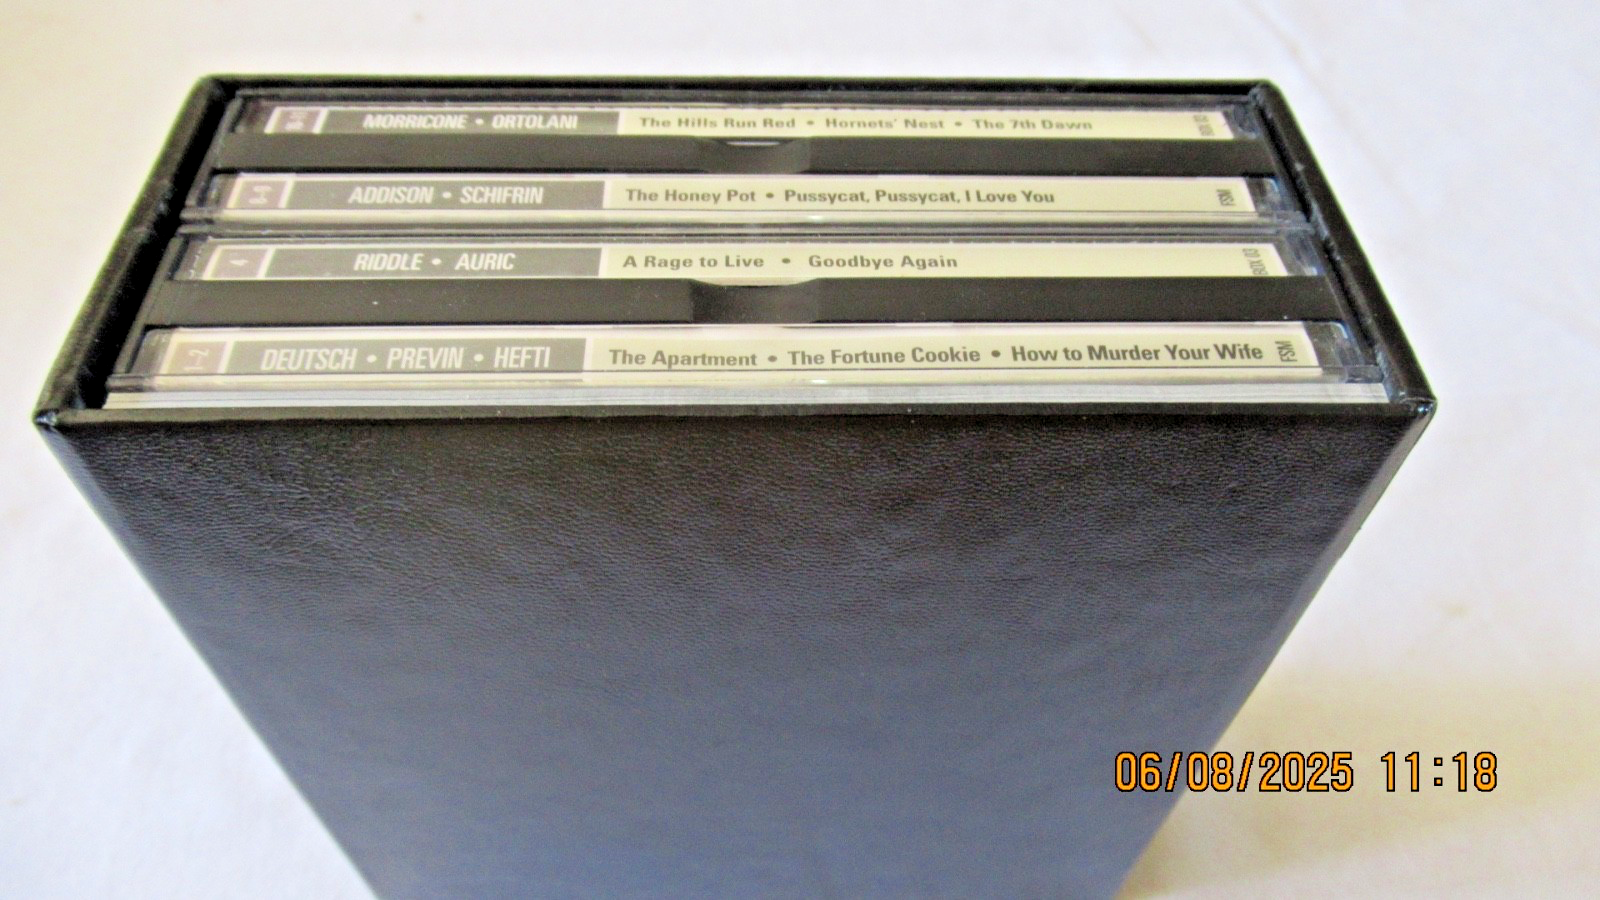 MORRICONE • ORTOLANI The Hills Run Red • Hornets' Nest • The 7th Dawn
ADDISON • SCHIFRIN The Honey Pot • Pussycat, Pussycat, I Love You FSM
4 RIDDLE • AURIC A Rage to Live • Goodbye Again BOX 03
1-2 DEUTSCH • PREVIN • HEFTI The Apartment • The Fortune Cookie • How to Murder Your Wife FSM
06/08/2025 11:18